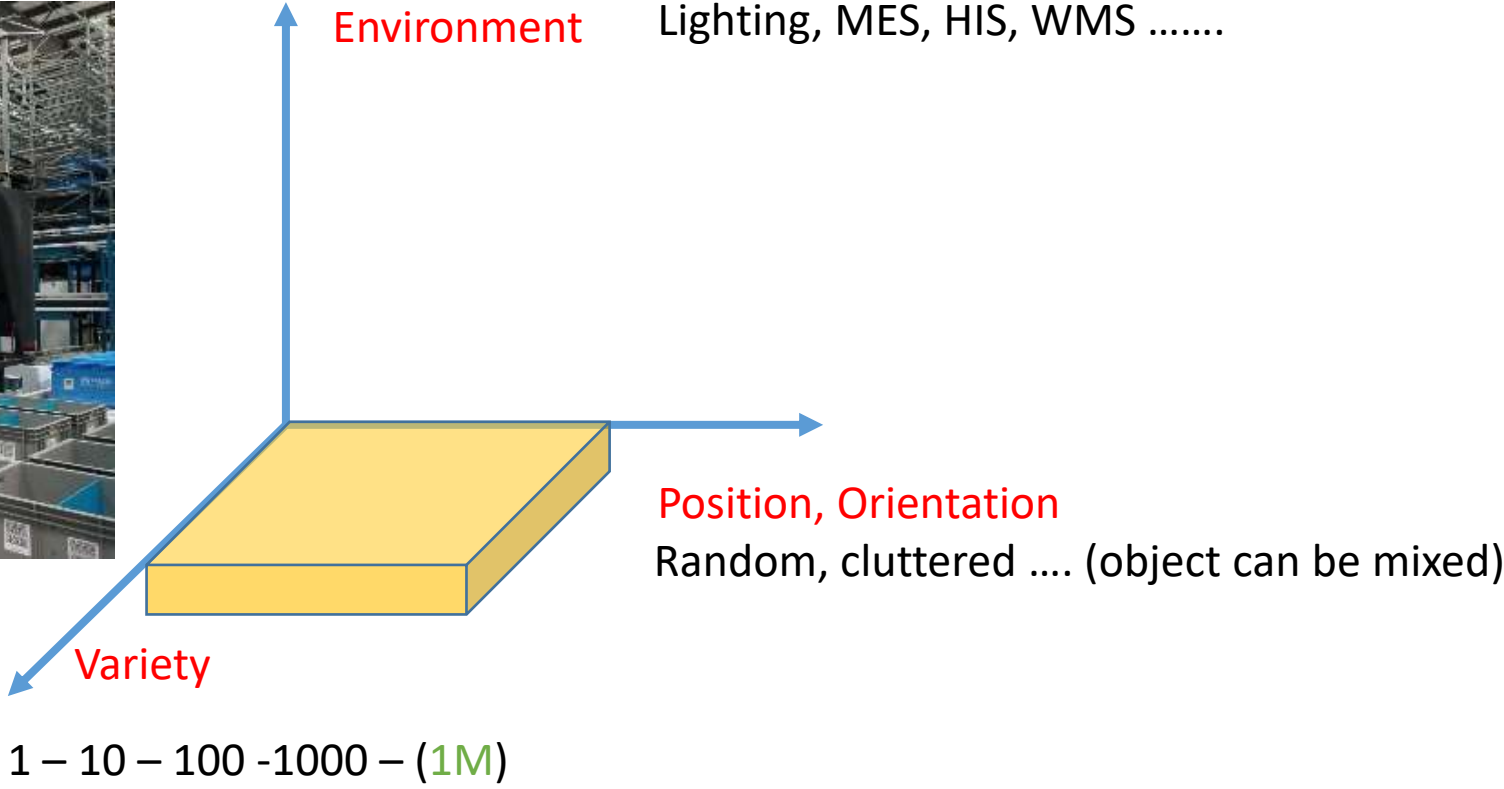 Environment
Lighting, MES, HIS, WMS .......
Position, Orientation
Random, cluttered .... (object can be mixed)
Variety
1 – 10 – 100 -1000 – (1M)